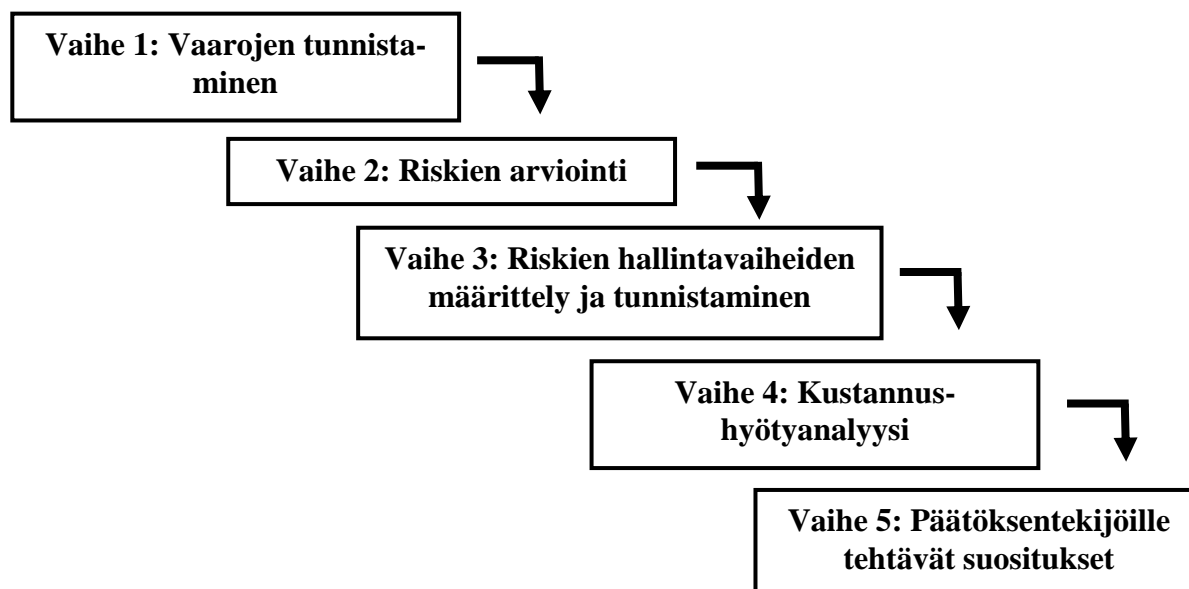 Vaihe 1: Vaarojen tunnista-
minen
Vaihe 2: Riskien arviointi
Vaihe 3: Riskien hallintavaiheiden
määrittely ja tunnistaminen
Vaihe 4: Kustannus-
hyötyanalyysi
Vaihe 5: Päätöksentekijöille
tehtävät suositukset